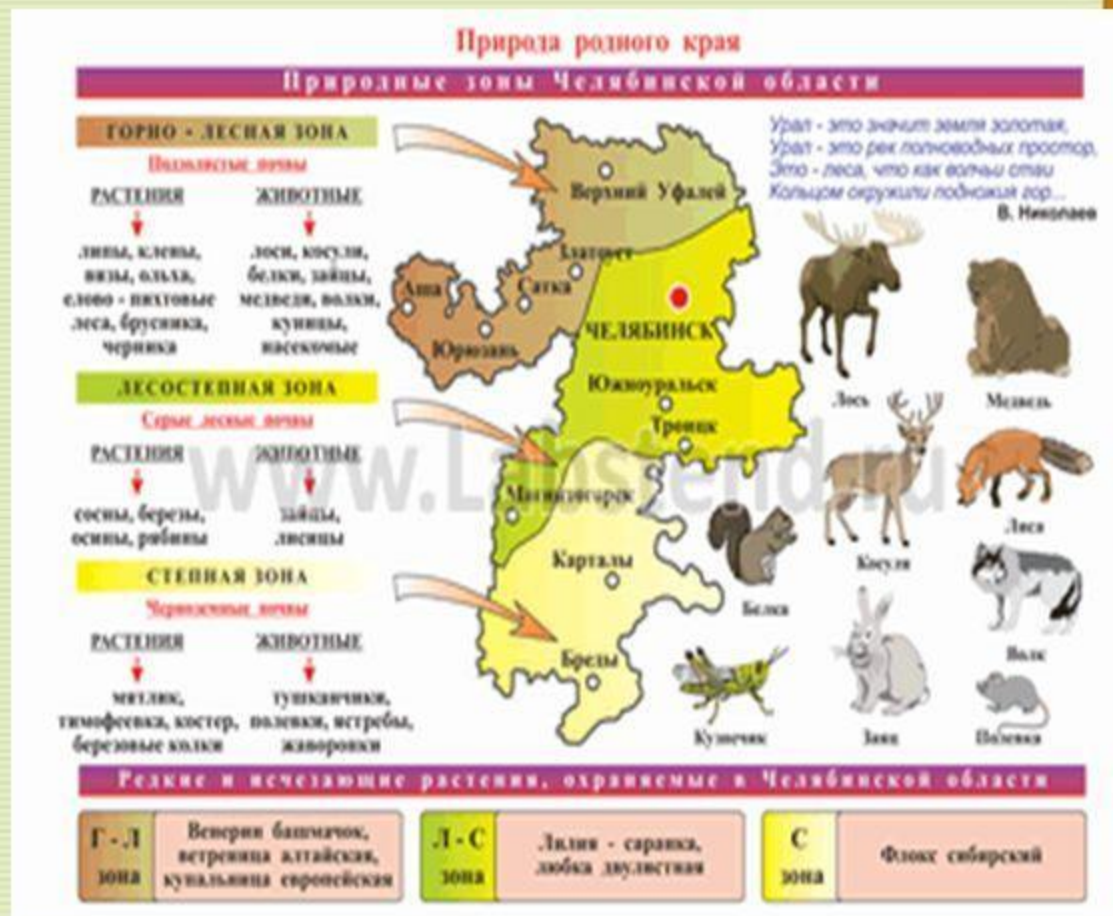 Природа родного края
Природные зоны Челябинской области
ГОРНО - ЛЕСНАЯ ЗОНА
Подзолистые почвы
РАСТЕНИЯ
липы, клены,
вязы, ольха,
елово - пихтовые
леса, брусника,
черника
ЖИВОТНЫЕ
лоси, косули,
белки, зайцы,
медведи, волки,
куницы,
насекомые
ЛЕСОСТЕПНАЯ ЗОНА
Серые лесные почвы
РАСТЕНИЯ
сосны, березы,
осины, рябины
ЖИВОТНЫЕ
зайцы,
лисицы
СТЕПНАЯ ЗОНА
Черноземные почвы
РАСТЕНИЯ
мятлик,
тимофеевка, костер,
березовые колки
ЖИВОТНЫЕ
тушканчики,
полевки, ястребы,
жаворонки
Верхний Уфалей
Златоуст
Аша
Сатка
Юрюзань
ЧЕЛЯБИНСК
Южноуральск
Троицк
Магнитогорск
Карталы
Бреды
Урал - это значит земля золотая,
Урал - это рек полноводных простор,
Это - леса, что как волчьи стаи
Кольцом окружили подножия гор...
В. Николаев
Лось
Медведь
Косуля
Лиса
Белка
Волк
Кузнечик
Заяц
Полевка
www.Labstend.ru
Редкие и исчезающие растения, охраняемые в Челябинской области
Г - Л
зона
Венерин башмачок,
ветреница алтайская,
купальница европейская
Л - С
зона
Лилия - саранка,
любка двулистная
С
зона
Флокс сибирский